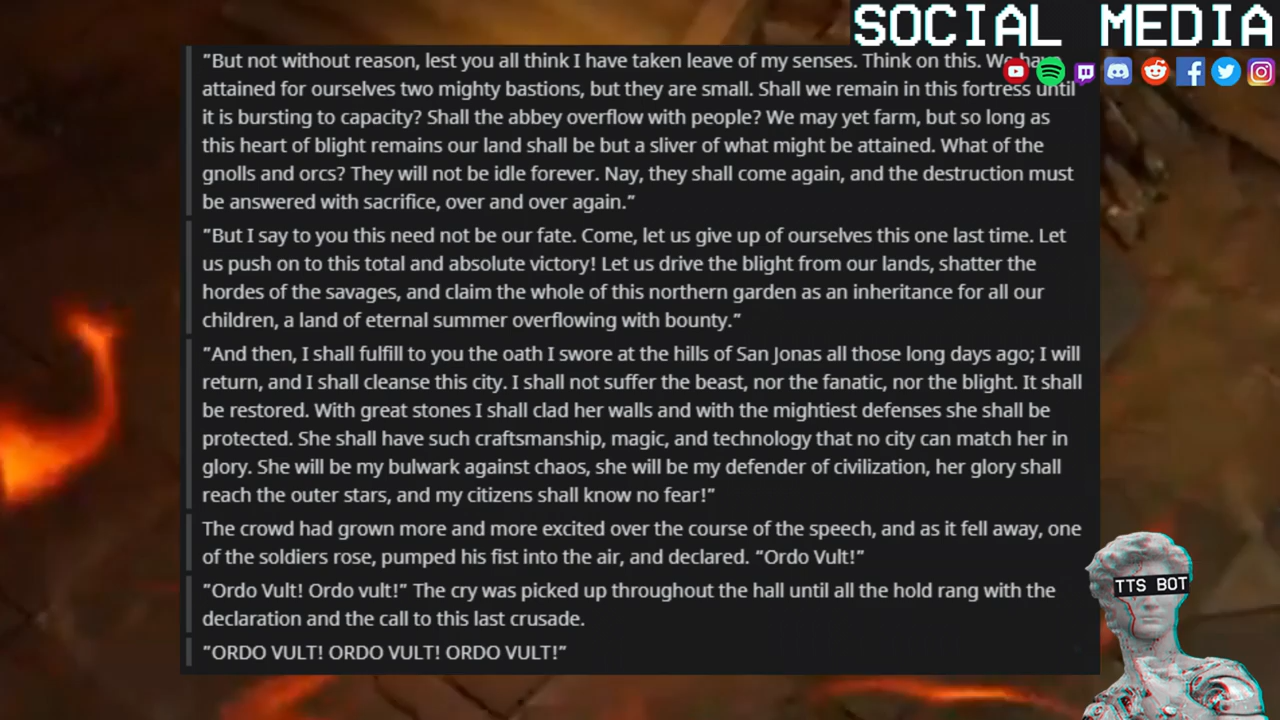 SOCIAL MEDIA
"But not without reason, lest you all think I have taken leave of my senses. Think on this. We have
attained for ourselves two mighty bastions, but they are small. Shall we remain in this fortress until
it is bursting to capacity? Shall the abbey overflow with people? We may yet farm, but so long as
this heart of blight remains our land shall be but a sliver of what might be attained. What of the
gnolls and orcs? They will not be idle forever. Nay, they shall come again, and the destruction must
be answered with sacrifice, over and over again."
"But I say to you this need not be our fate. Come, let us give up of ourselves this one last time. Let
us push on to this total and absolute victory! Let us drive the blight from our lands, shatter the
hordes of the savages, and claim the whole of this northern garden as an inheritance for all our
children, a land of eternal summer overflowing with bounty."
"And then, I shall fulfill to you the oath I swore at the hills of San Jonas all those long days ago; I will
return, and I shall cleanse this city. I shall not suffer the beast, nor the fanatic, nor the blight. It shall
be restored. With great stones I shall clad her walls and with the mightiest defenses she shall be
protected. She shall have such craftsmanship, magic, and technology that no city can match her in
glory. She will be my bulwark against chaos, she will be my defender of civilization, her glory shall
reach the outer stars, and my citizens shall know no fear!"
The crowd had grown more and more excited over the course of the speech, and as it fell away, one
of the soldiers rose, pumped his fist into the air, and declared. "Ordo Vult!"
"Ordo Vult! Ordo vult!" The cry was picked up throughout the hall until all the hold rang with the
declaration and the call to this last crusade.
"ORDO VULT! ORDO VULT! ORDO VULT!"
TTS BOT